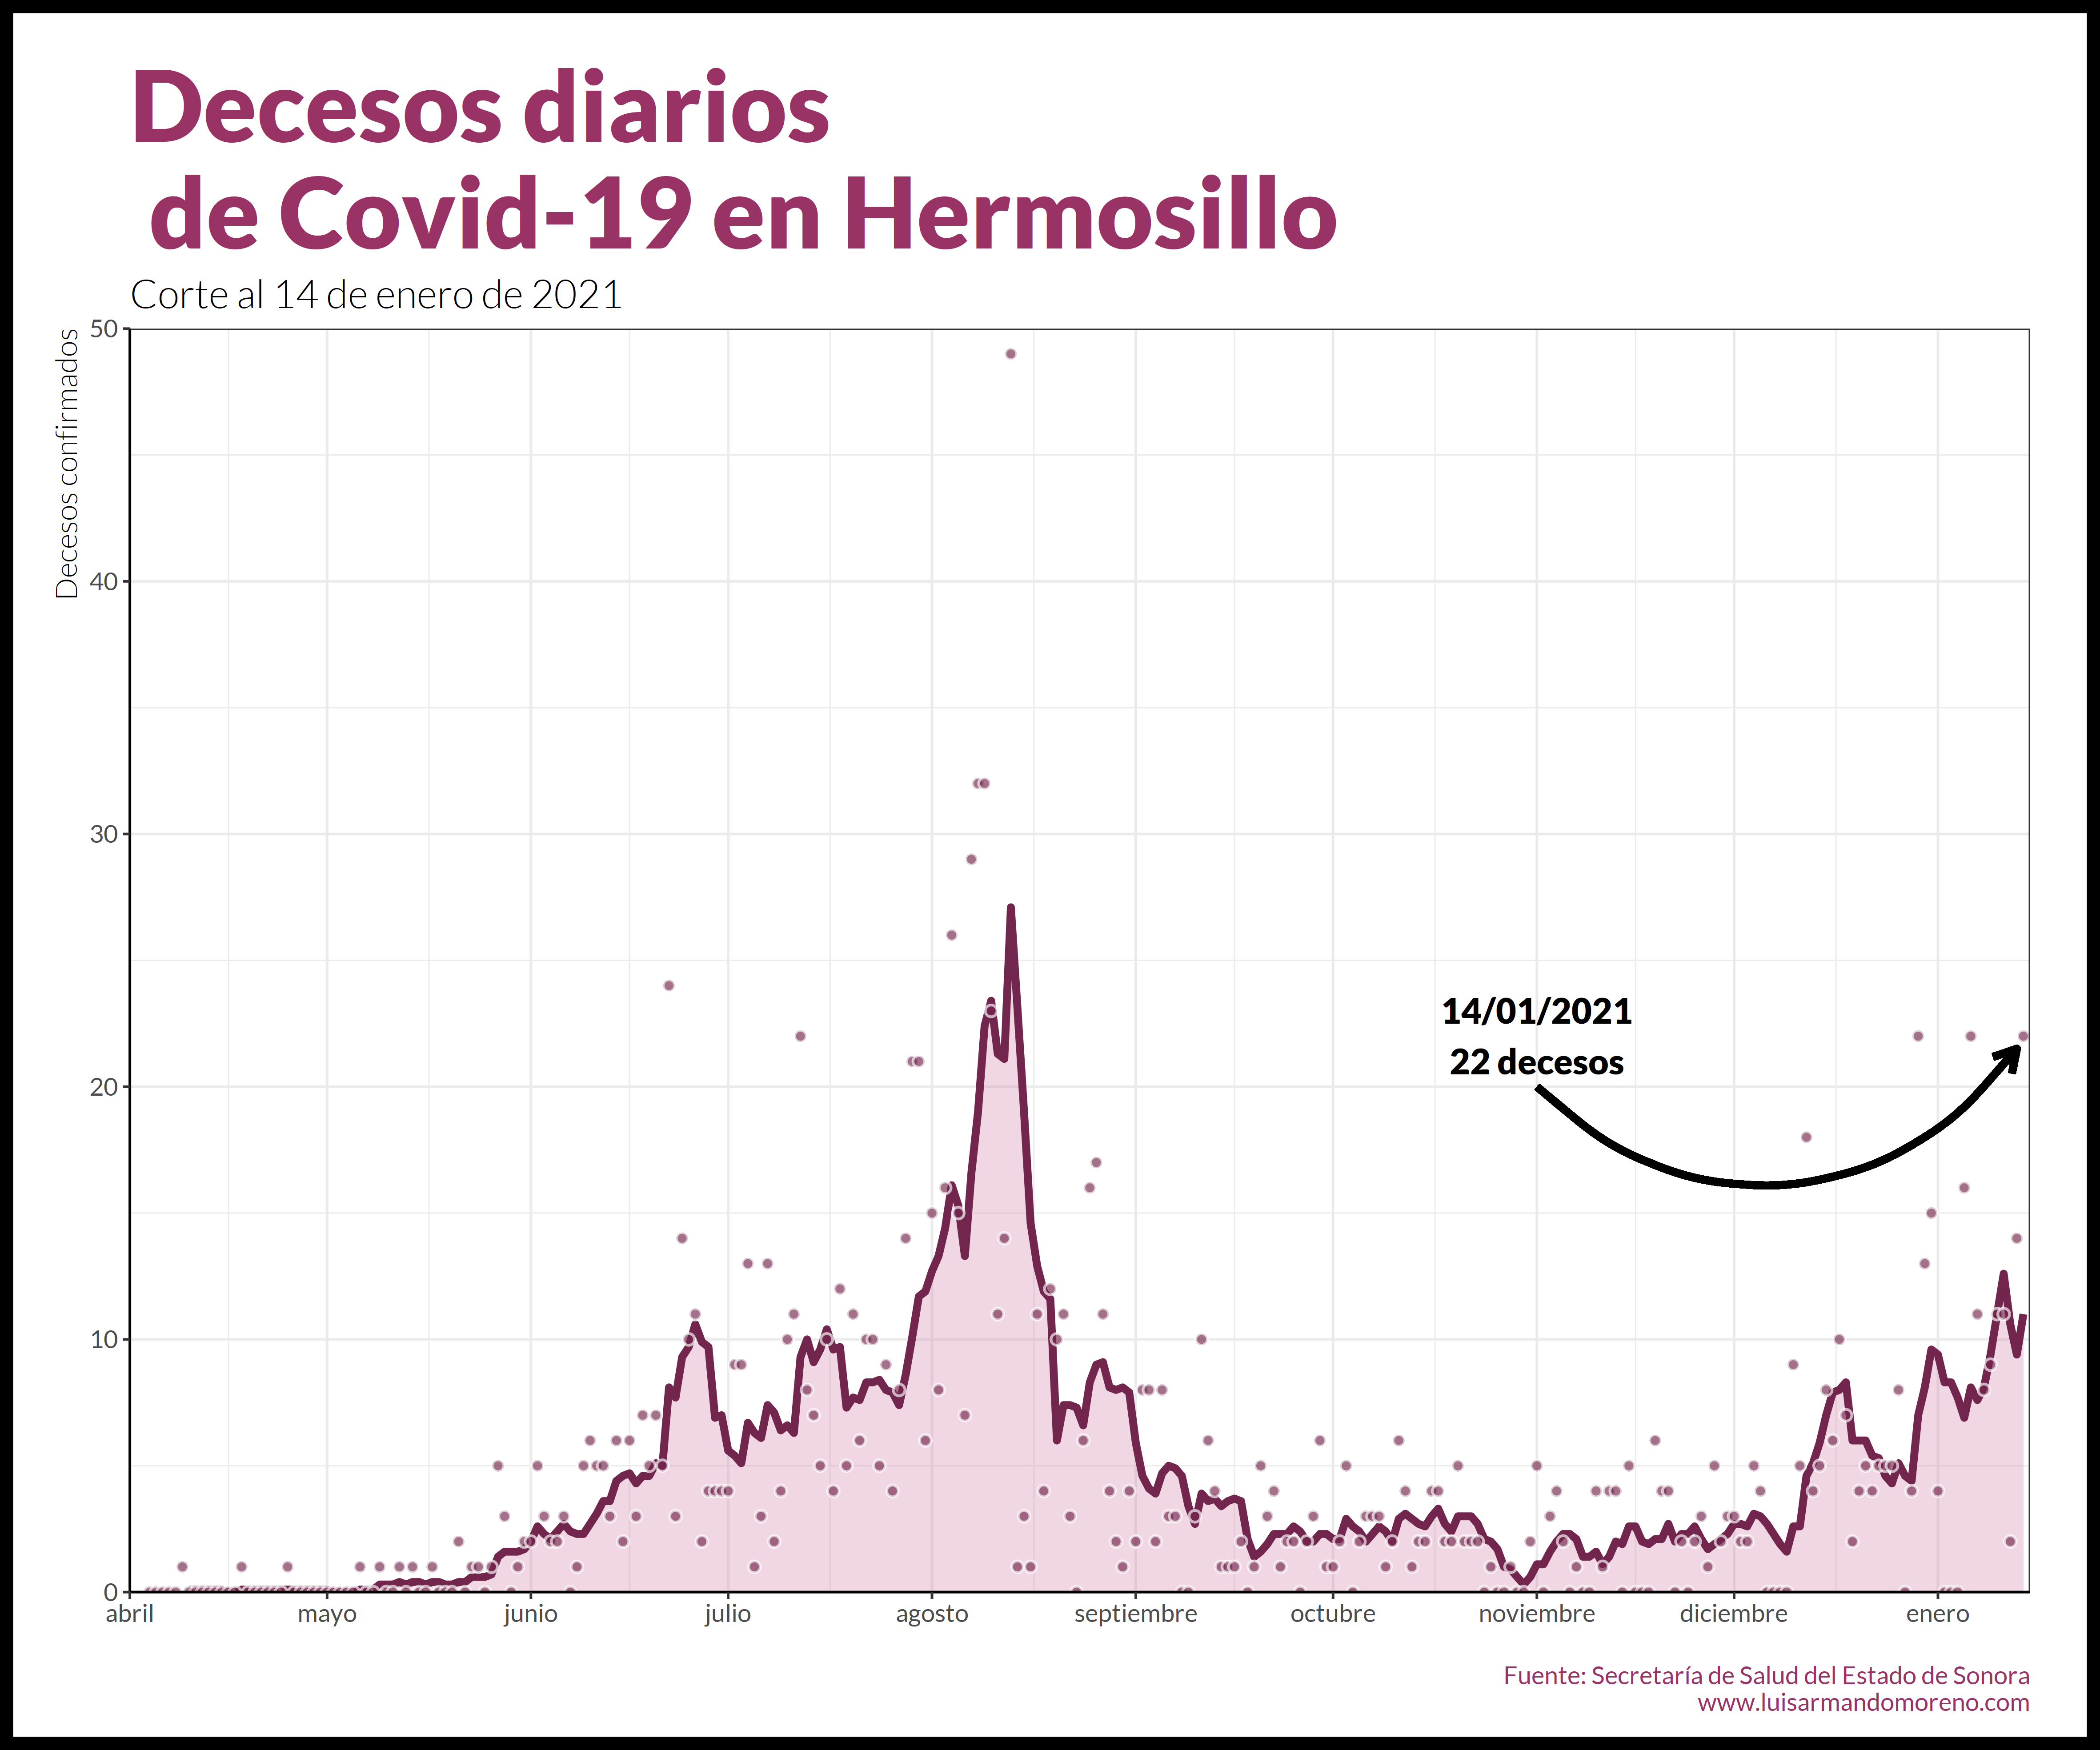 Decesos diarios
de Covid-19 en Hermosillo
Corte al 14 de enero de 2021
Decesos confirmados
50
40
30
20
10
0
14/01/2021
22 decesos
abril mayo junio julio agosto septiembre octubre noviembre diciembre enero
Fuente: Secretaría de Salud del Estado de Sonora
www.luisarmandomoreno.com